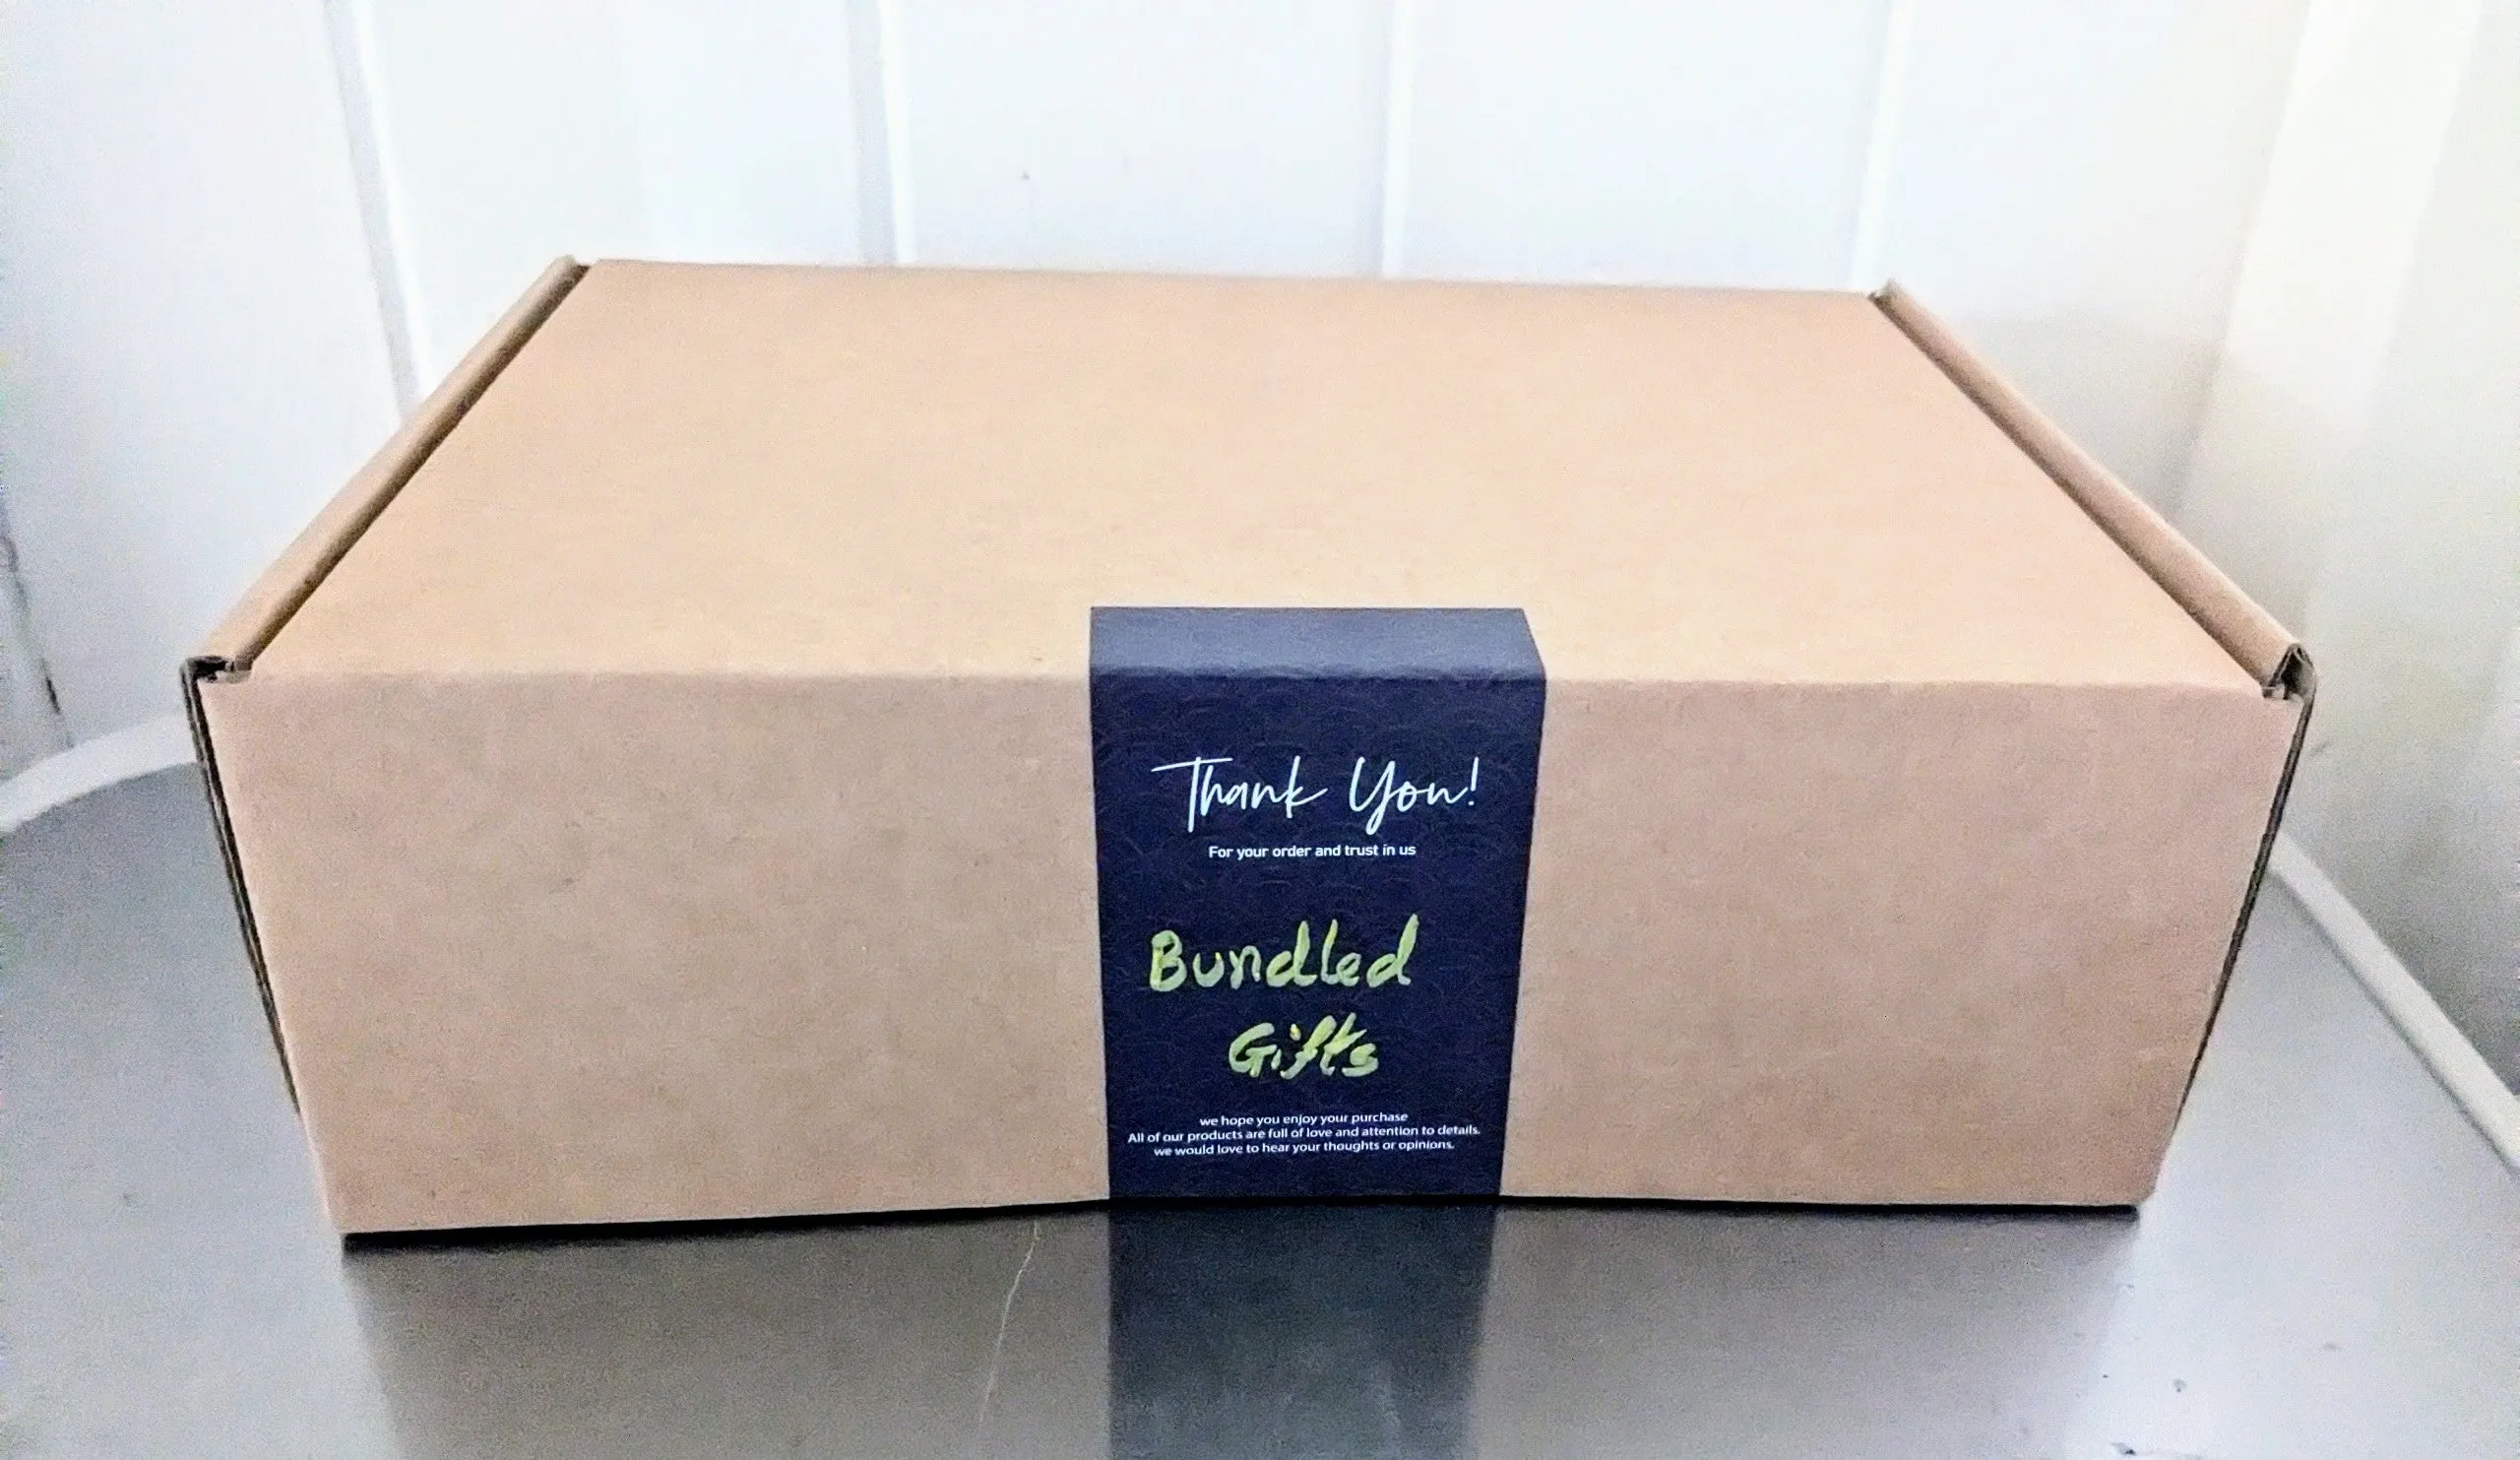 Thank You!
For your order and trust in us
Bundled
Gifts
we hope you enjoy your purchase
All of our products are full of love and attention to details.
we would love to hear your thoughts or opinions.